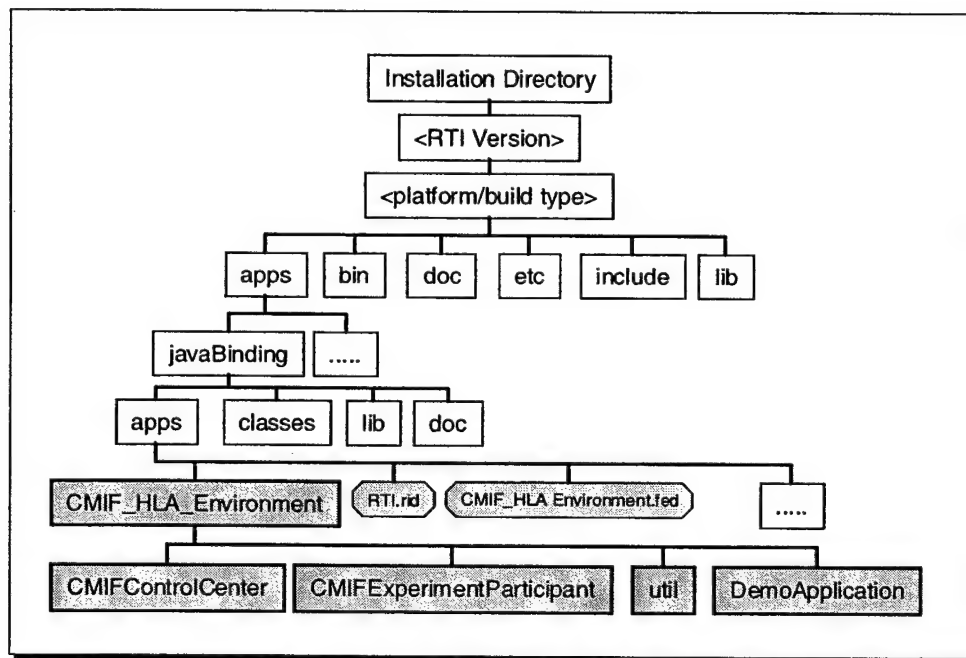 Installation Directory
<RTI Version>
<platform/build type>
apps bin doc etc include lib
javaBinding .....
apps classes lib doc
CMIF_HLA_Environment RTI.rid CMIF_HLA Environment.fed .....
CMIFControlCenter CMIFExperimentParticipant util DemoApplication